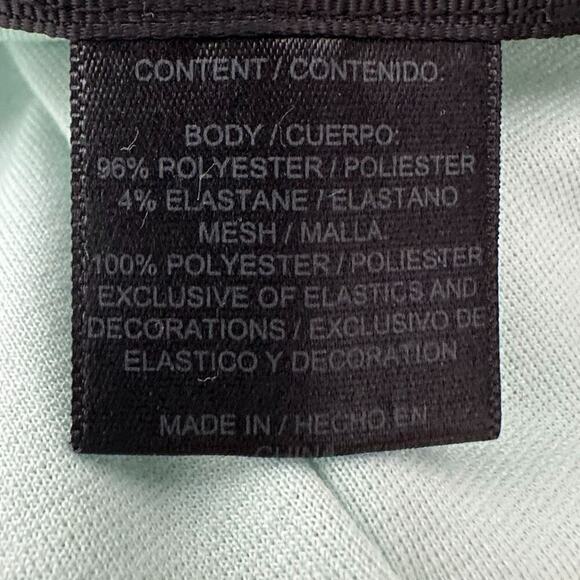 CONTENT / CONTENIDO:
BODY / CUERPO:
96% POLYESTER / POLIESTER
4% ELASTANE / ELASTANO
MESH / MALLA
100% POLYESTER / POLIESTER
EXCLUSIVE OF ELASTICS AND
DECORATIONS / EXCLUSIVO DE
ELASTICO Y DECORATION
MADE IN / HECHO EN
CHINA